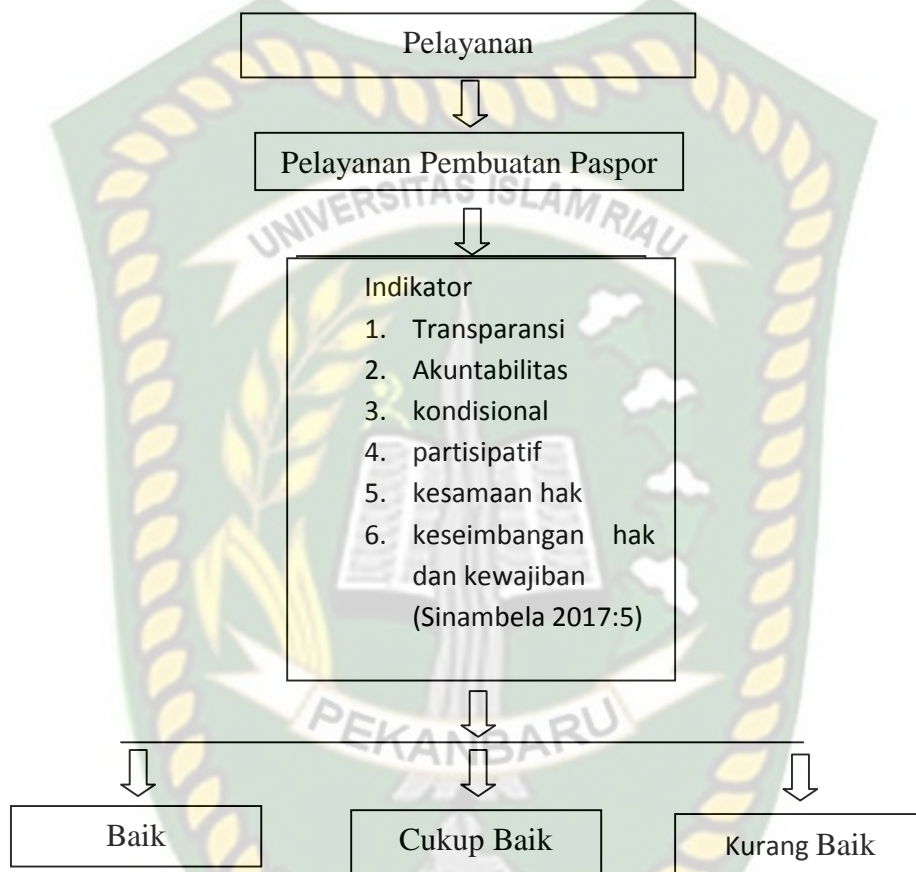 Pelayanan
Pelayanan Pembuatan Paspor
UNIVERSITAS ISLAM RIAU
Indikator
1. Transparansi
2. Akuntabilitas
3. kondisional
4. partisipatif
5. kesamaan hak
6. keseimbangan hak
dan kewajiban
(Sinambela 2017:5)
PEKANBARU
Baik
Cukup Baik
Kurang Baik